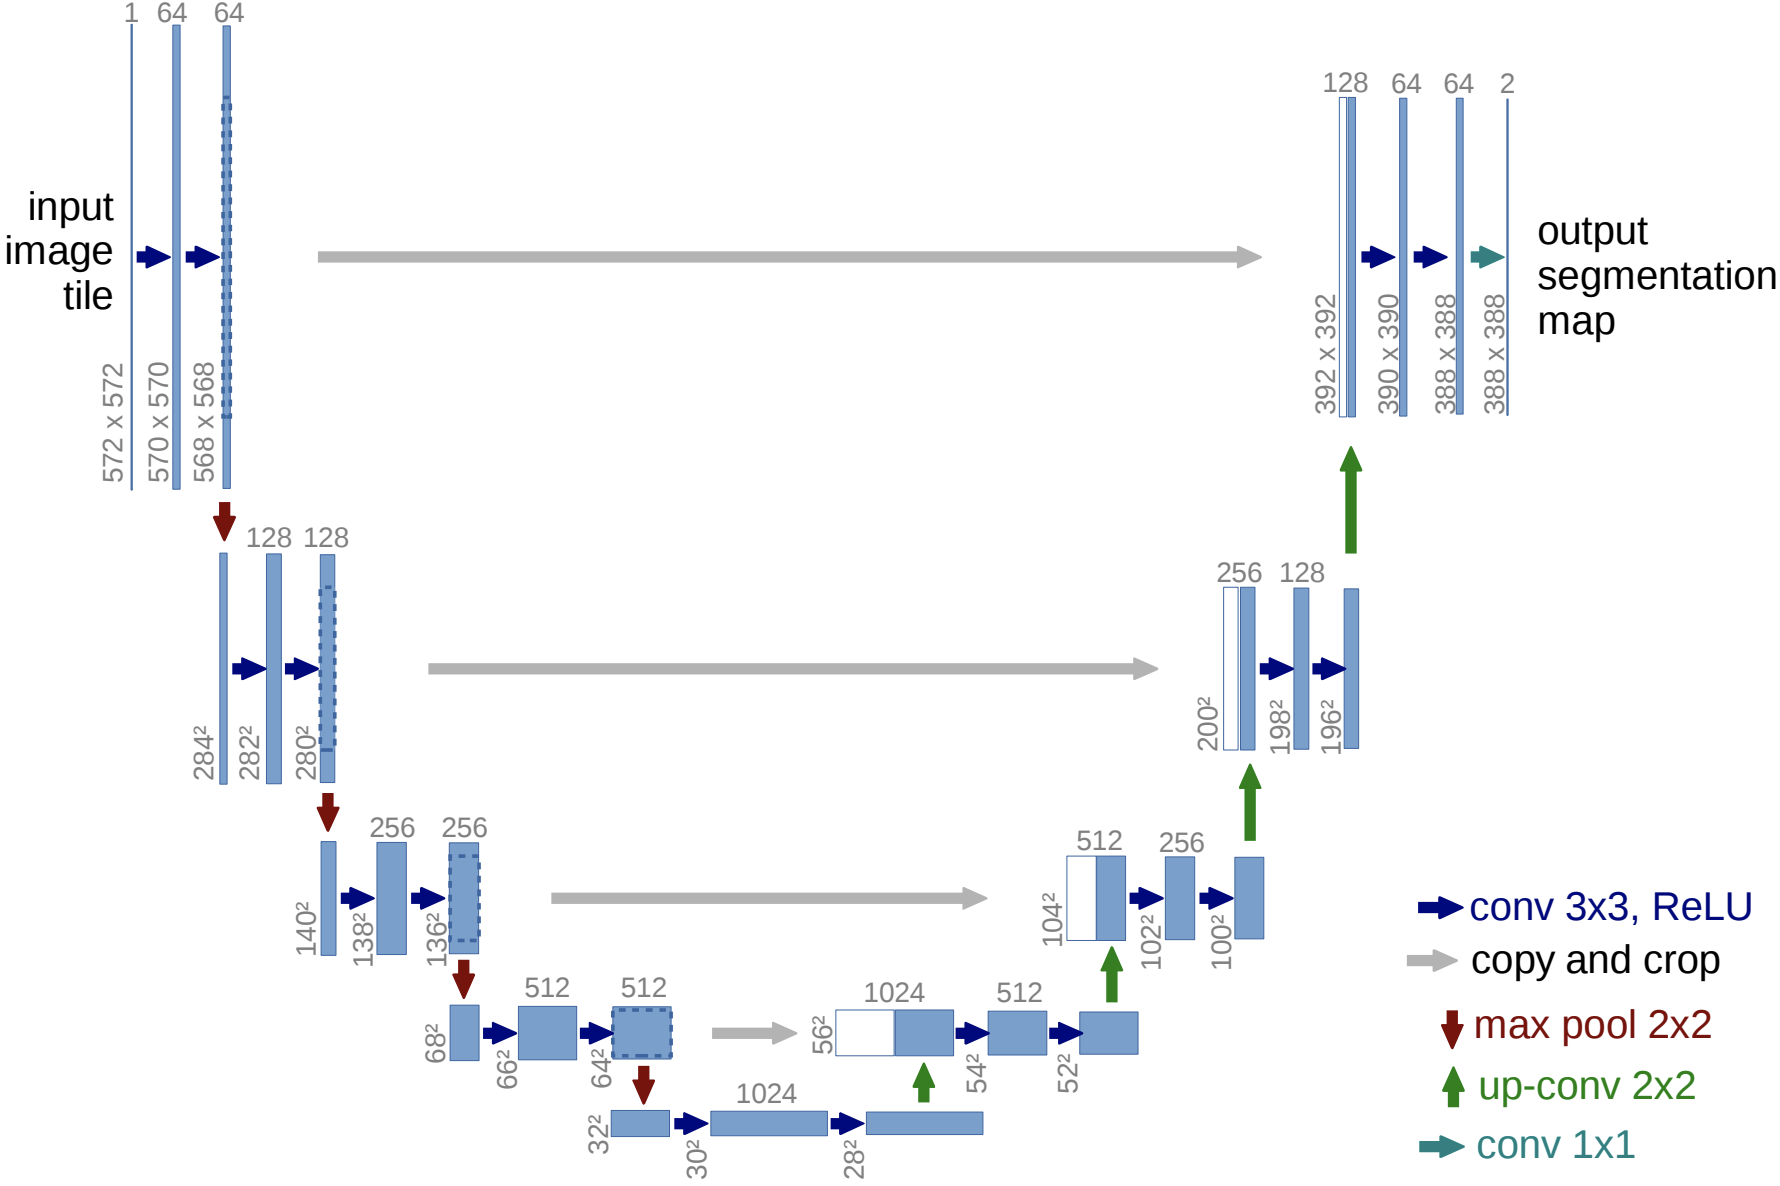 1 64 64
input
image
tile
572 x 572
570 x 570
568 x 568
128 64 64 2
output
segmentation
map
392 x 392
390 x 390
388 x 388
388 x 388
128 128
284²
282²
280²
256 128
200²
198²
196²
256 256
140²
138²
136²
512 256
104²
102²
100²
512 512
68²
66²
64²
1024 512
56²
54²
52²
1024
32²
30²
28²
conv 3x3, ReLU
copy and crop
max pool 2x2
up-conv 2x2
conv 1x1